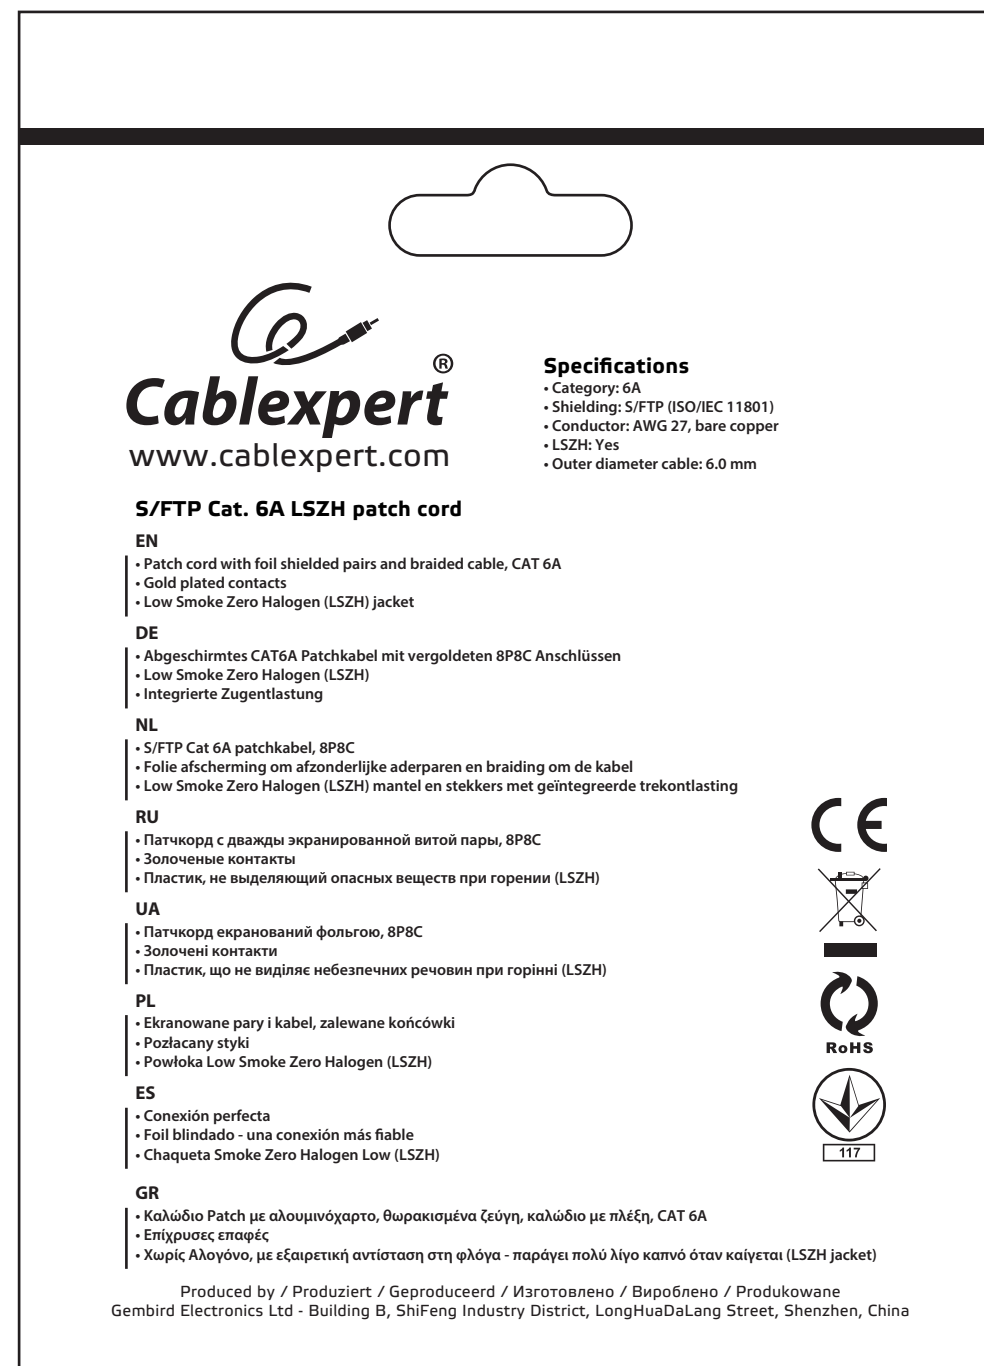 Cablexpert®
www.cablexpert.com
Specifications
• Category: 6A
• Shielding: S/FTP (ISO/IEC 11801)
• Conductor: AWG 27, bare copper
• LSZH: Yes
• Outer diameter cable: 6.0 mm
S/FTP Cat. 6A LSZH patch cord
EN
• Patch cord with foil shielded pairs and braided cable, CAT 6A
• Gold plated contacts
• Low Smoke Zero Halogen (LSZH) jacket
DE
• Abgeschirmtes CAT6A Patchkabel mit vergoldeten 8P8C Anschlüssen
• Low Smoke Zero Halogen (LSZH)
• Integrierte Zugentlastung
NL
• S/FTP Cat 6A patchkabel, 8P8C
• Folie afscherming om afzonderlijke aderparen en braiding om de kabel
• Low Smoke Zero Halogen (LSZH) mantel en stekkers met geïntegreerde trekontlasting
RU
• Патчкорд с дважды экранированной витой пары, 8P8C
• Золоченые контакты
• Пластик, не выделяющий опасных веществ при горении (LSZH)
UA
• Патчкорд екранований фольгою, 8P8C
• Золочені контакти
• Пластик, що не виділяє небезпечних речовин при горінні (LSZH)
PL
• Ekranowane pary i kabel, zalewane końcówki
• Pozłacany styki
• Powłoka Low Smoke Zero Halogen (LSZH)
ES
• Conexión perfecta
• Foil blindado - una conexión más fiable
• Chaqueta Smoke Zero Halogen Low (LSZH)
GR
• Καλώδιο Patch με αλουμινόχαρτο, θωρακισμένα ζεύγη, καλώδιο με πλέξη, CAT 6A
• Επίχρυσες επαφές
• Χωρίς Αλογόνο, με εξαιρετική αντίσταση στη φλόγα - παράγει πολύ λίγο καπνό όταν καίγεται (LSZH jacket)
CE
RoHS
117
Produced by / Produziert / Geproduceerd / Изготовлено / Вироблено / Produkowane
Gembird Electronics Ltd - Building B, ShiFeng Industry District, LongHuaDaLang Street, Shenzhen, China